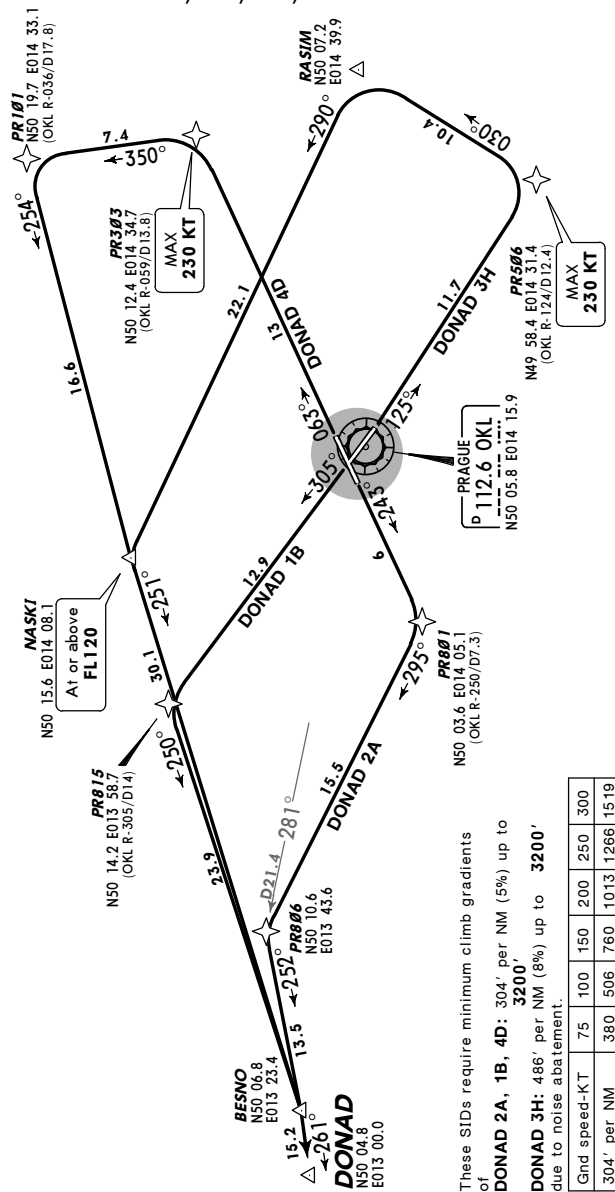 PR1Ø1
N50 19.7 E014 33.1
(OKL R-036/D17.8)
254°
7.4
350°
PR3Ø3
N50 12.4 E014 34.7
(OKL R-059/D13.8)
MAX
230 KT
RASIM
N50 07.2
E014 39.9
290°
16.6
22.1
13
DONAD 4D
063°
10.4
030°
PR5Ø6
N49 58.4 E014 31.4
(OKL R-124/D12.4)
MAX
230 KT
11.7
DONAD 3H
125°
305°
243°
PRAGUE
P 112.6 OKL
N50 05.8 E014 15.9
NASKI
N50 15.6 E014 08.1
At or above
FL120
251°
30.1
12.9
DONAD 1B
6
PR8Ø1
N50 03.6 E014 05.1
(OKL R-250/D7.3)
295°
PR815
N50 14.2 E013 58.7
(OKL R-305/D14)
250°
23.9
15.5
DONAD 2A
D21.4
281°
PR8Ø6
N50 10.6
E013 43.6
252°
13.5
BESNO
N50 06.8
E013 23.4
15.2
261°
DONAD
N50 04.8
E013 00.0
These SIDs require minimum climb gradients
of
DONAD 2A, 1B, 4D: 304' per NM (5%) up to
3200'
DONAD 3H: 486' per NM (8%) up to 3200'
due to noise abatement.
Gnd speed-KT 75 100 150 200 250 300
304' per NM 380 506 760 1013 1266 1519